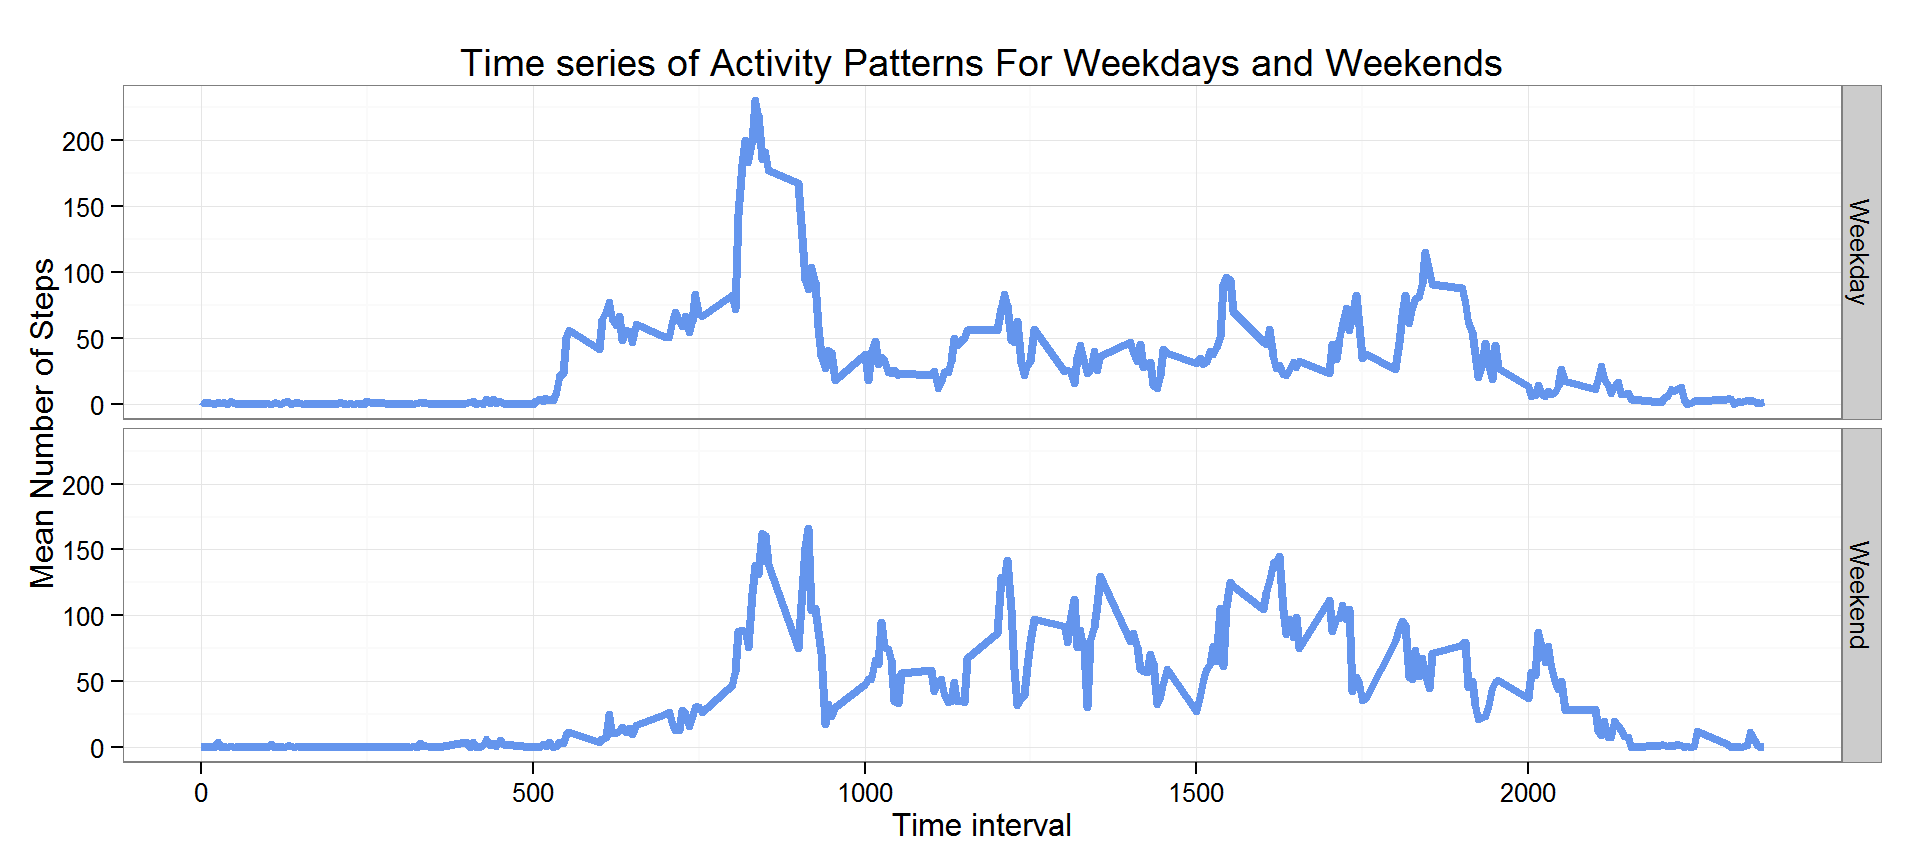 Time series of Activity Patterns For Weekdays and Weekends
Mean Number of Steps
200
150
100
50
0
Weekday
200
150
100
50
0
Weekend
0 500 1000 1500 2000
Time interval